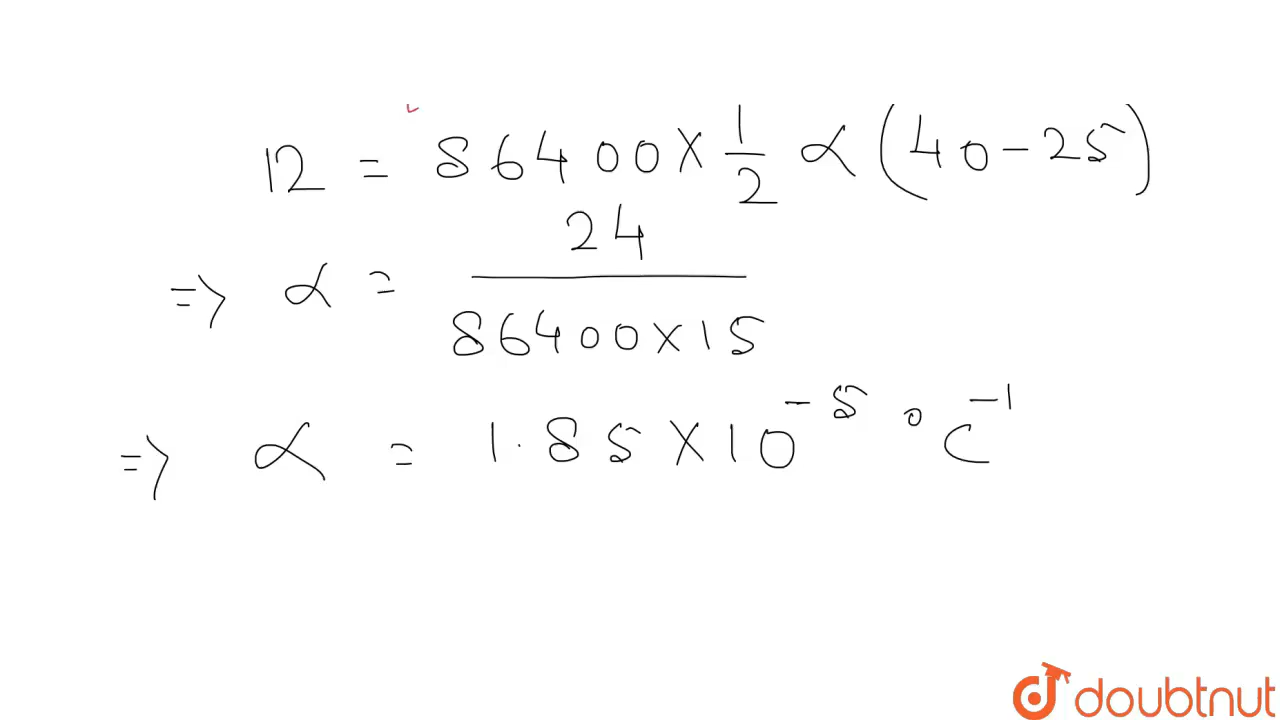 12 = 86400 × 1/2 α (40 - 25)
⇒ α = 24 / 86400 × 15
⇒ α = 1.85 × 10^-5 °C^-1
doubtnut